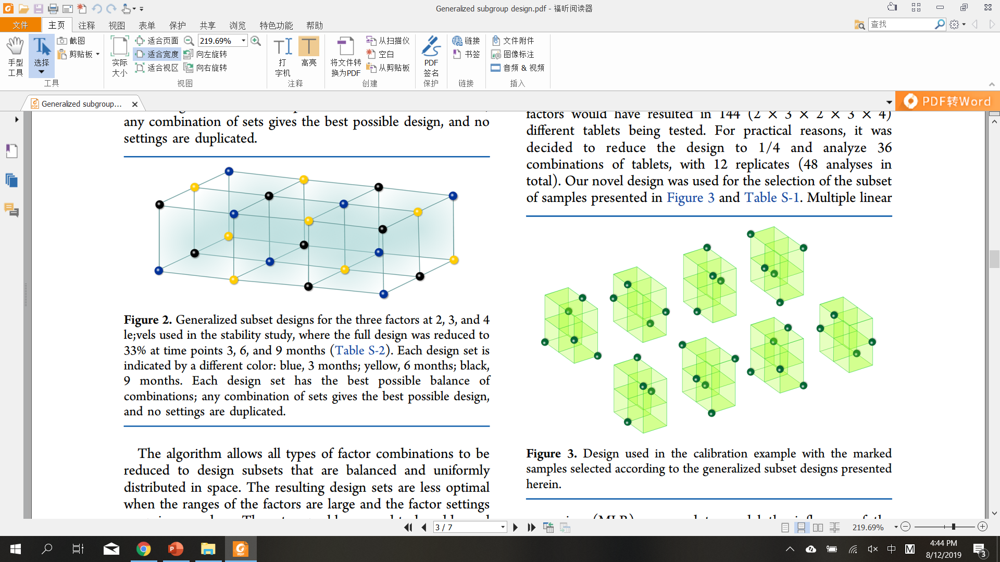 Generalized subgroup design.pdf - 福昕阅读器
文件 主页 注释 视图 表单 保护 共享 浏览 特色功能 帮助
查找
手型
工具
选择
截图
剪贴板
工具
实际
大小
适合页面
适合宽度
适合视区
219.69%
向左旋转
向右旋转
视图
打
字机
高亮
注释
将文件转
换为PDF
从扫描仪
空白
从剪贴板
创建
PDF
签名
保护
链接
书签
链接
文件附件
图像标注
音频 & 视频
插入
Generalized subgroup...
PDF转Word
any combination of sets gives the best possible design, and no
settings are duplicated.
Figure 2. Generalized subset designs for the three factors at 2, 3, and 4
le;vels used in the stability study, where the full design was reduced to
33% at time points 3, 6, and 9 months (Table S-2). Each design set is
indicated by a different color: blue, 3 months; yellow, 6 months; black,
9 months. Each design set has the best possible balance of
combinations; any combination of sets gives the best possible design,
and no settings are duplicated.
The algorithm allows all types of factor combinations to be
reduced to design subsets that are balanced and uniformly
distributed in space. The resulting design sets are less optimal
when the ranges of the factors are large and the factor settings
factors would have resulted in 144 (2 × 3 × 2 × 3 × 4)
different tablets being tested. For practical reasons, it was
decided to reduce the design to 1/4 and analyze 36
combinations of tablets, with 12 replicates (48 analyses in
total). Our novel design was used for the selection of the subset
of samples presented in Figure 3 and Table S-1. Multiple linear
Figure 3. Design used in the calibration example with the marked
samples selected according to the generalized subset designs presented
herein.
3 / 7
219.69%
中
M
4:44 PM
8/12/2019
3